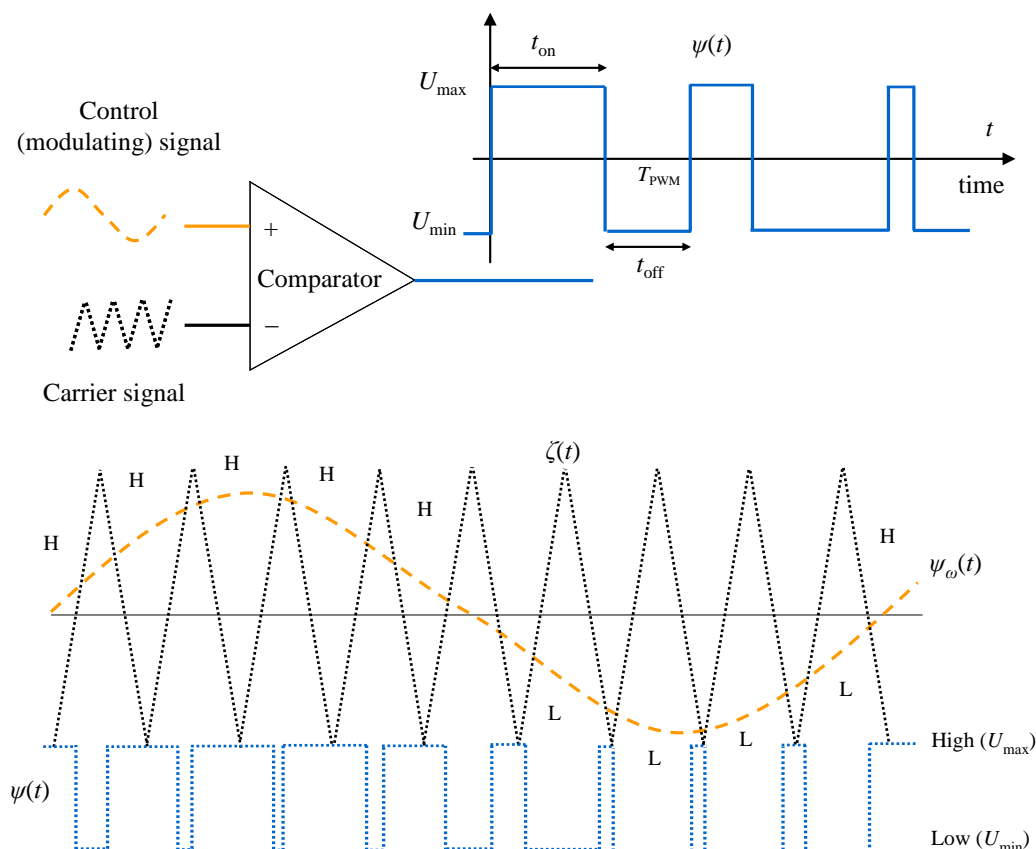 t_on
ψ(t)
U_max
Control
(modulating) signal
t
T_PWM
time
U_min
+
t_off
Comparator
−
Carrier signal
ζ(t)
H
H
H
H
H
H
ψ_ω(t)
L
L
L
L
High (U_max)
ψ(t)
Low (U_min)